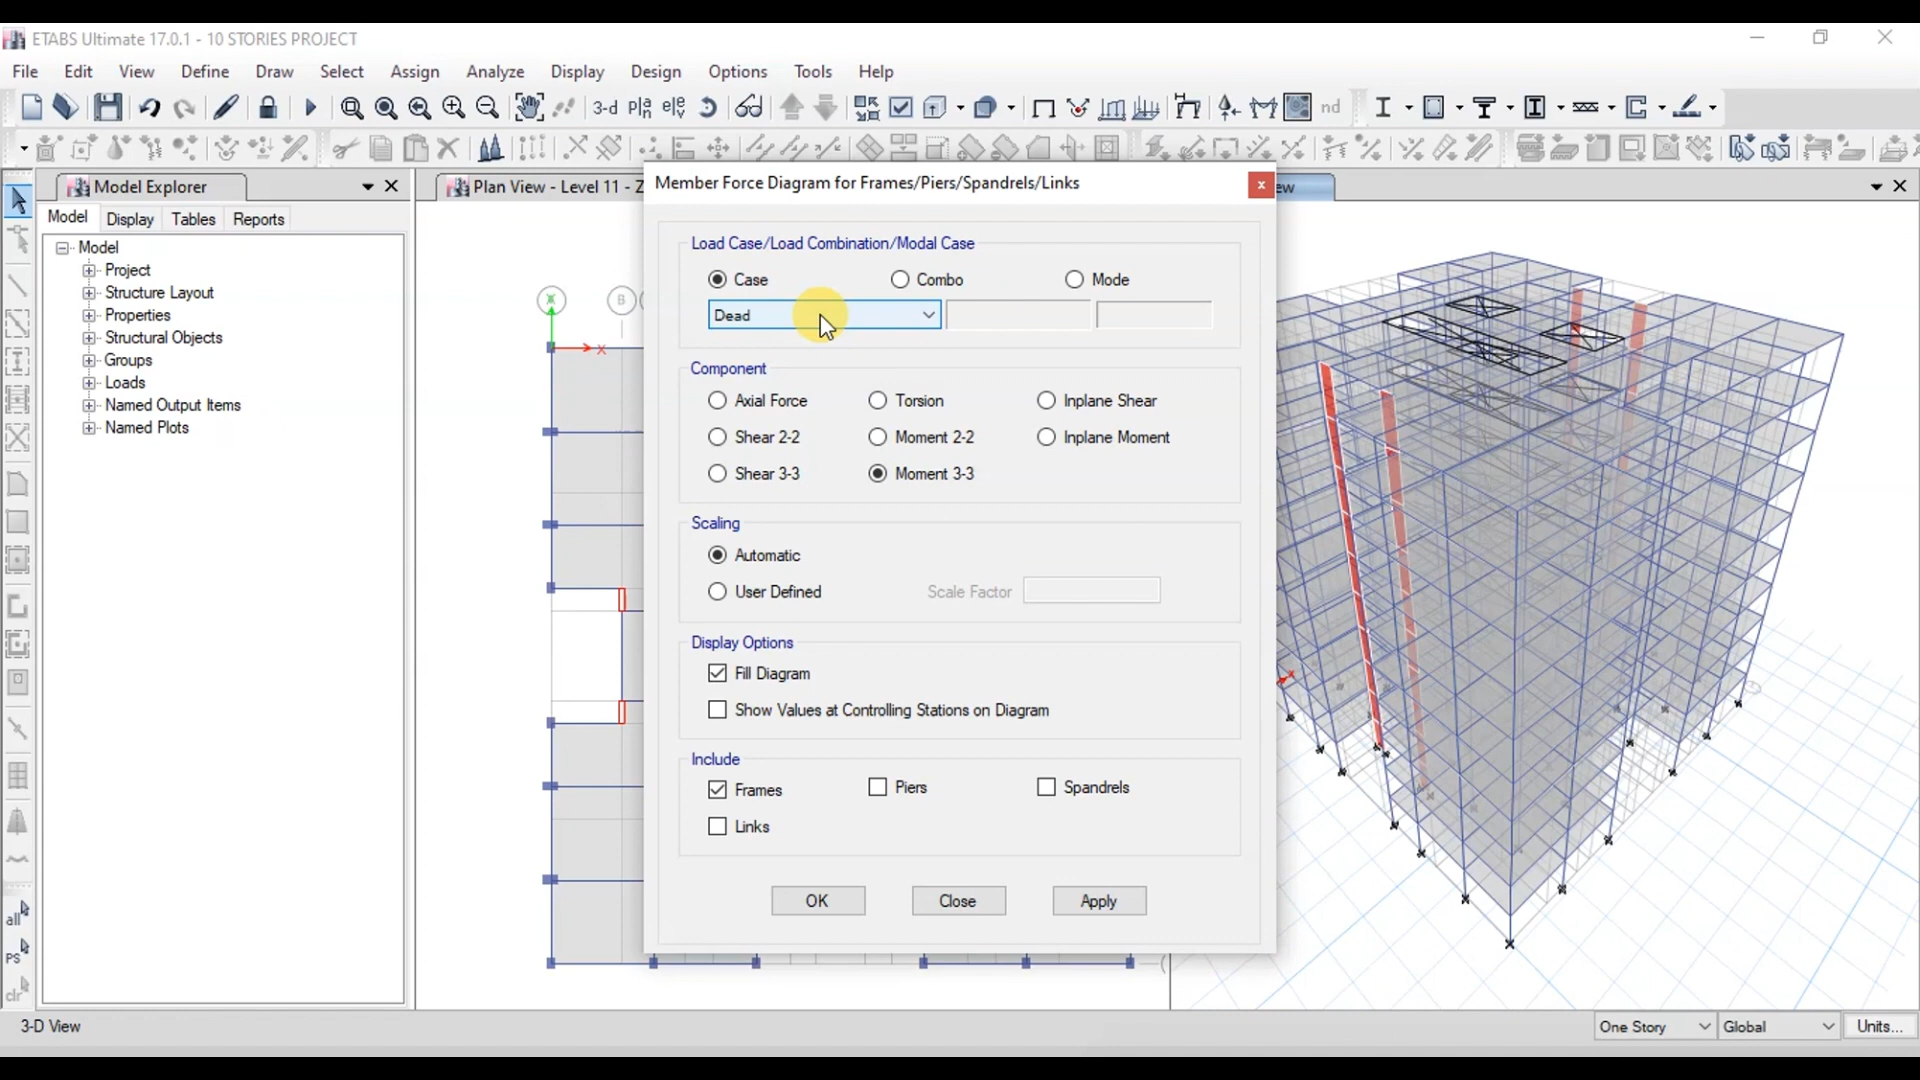 ETABS Ultimate 17.0.1 - 10 STORIES PROJECT
File Edit View Define Draw Select Assign Analyze Display Design Options Tools Help
3-d nd
Model Explorer
Plan View - Level 11 - Z
ew
Model Display Tables Reports
Model
Project
Structure Layout
Properties
Structural Objects
Groups
Loads
Named Output Items
Named Plots
all
PS
clr
B
X
X
Member Force Diagram for Frames/Piers/Spandrels/Links
Load Case/Load Combination/Modal Case
Case Combo Mode
Dead
Component
Axial Force Torsion Inplane Shear
Shear 2-2 Moment 2-2 Inplane Moment
Shear 3-3 Moment 3-3
Scaling
Automatic
User Defined Scale Factor
Display Options
Fill Diagram
Show Values at Controlling Stations on Diagram
Include
Frames Piers Spandrels
Links
OK Close Apply
3-D View
One Story Global Units...